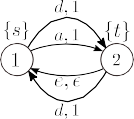 d, 1
{s} a, 1 {t}
1 2
e, e
d, 1